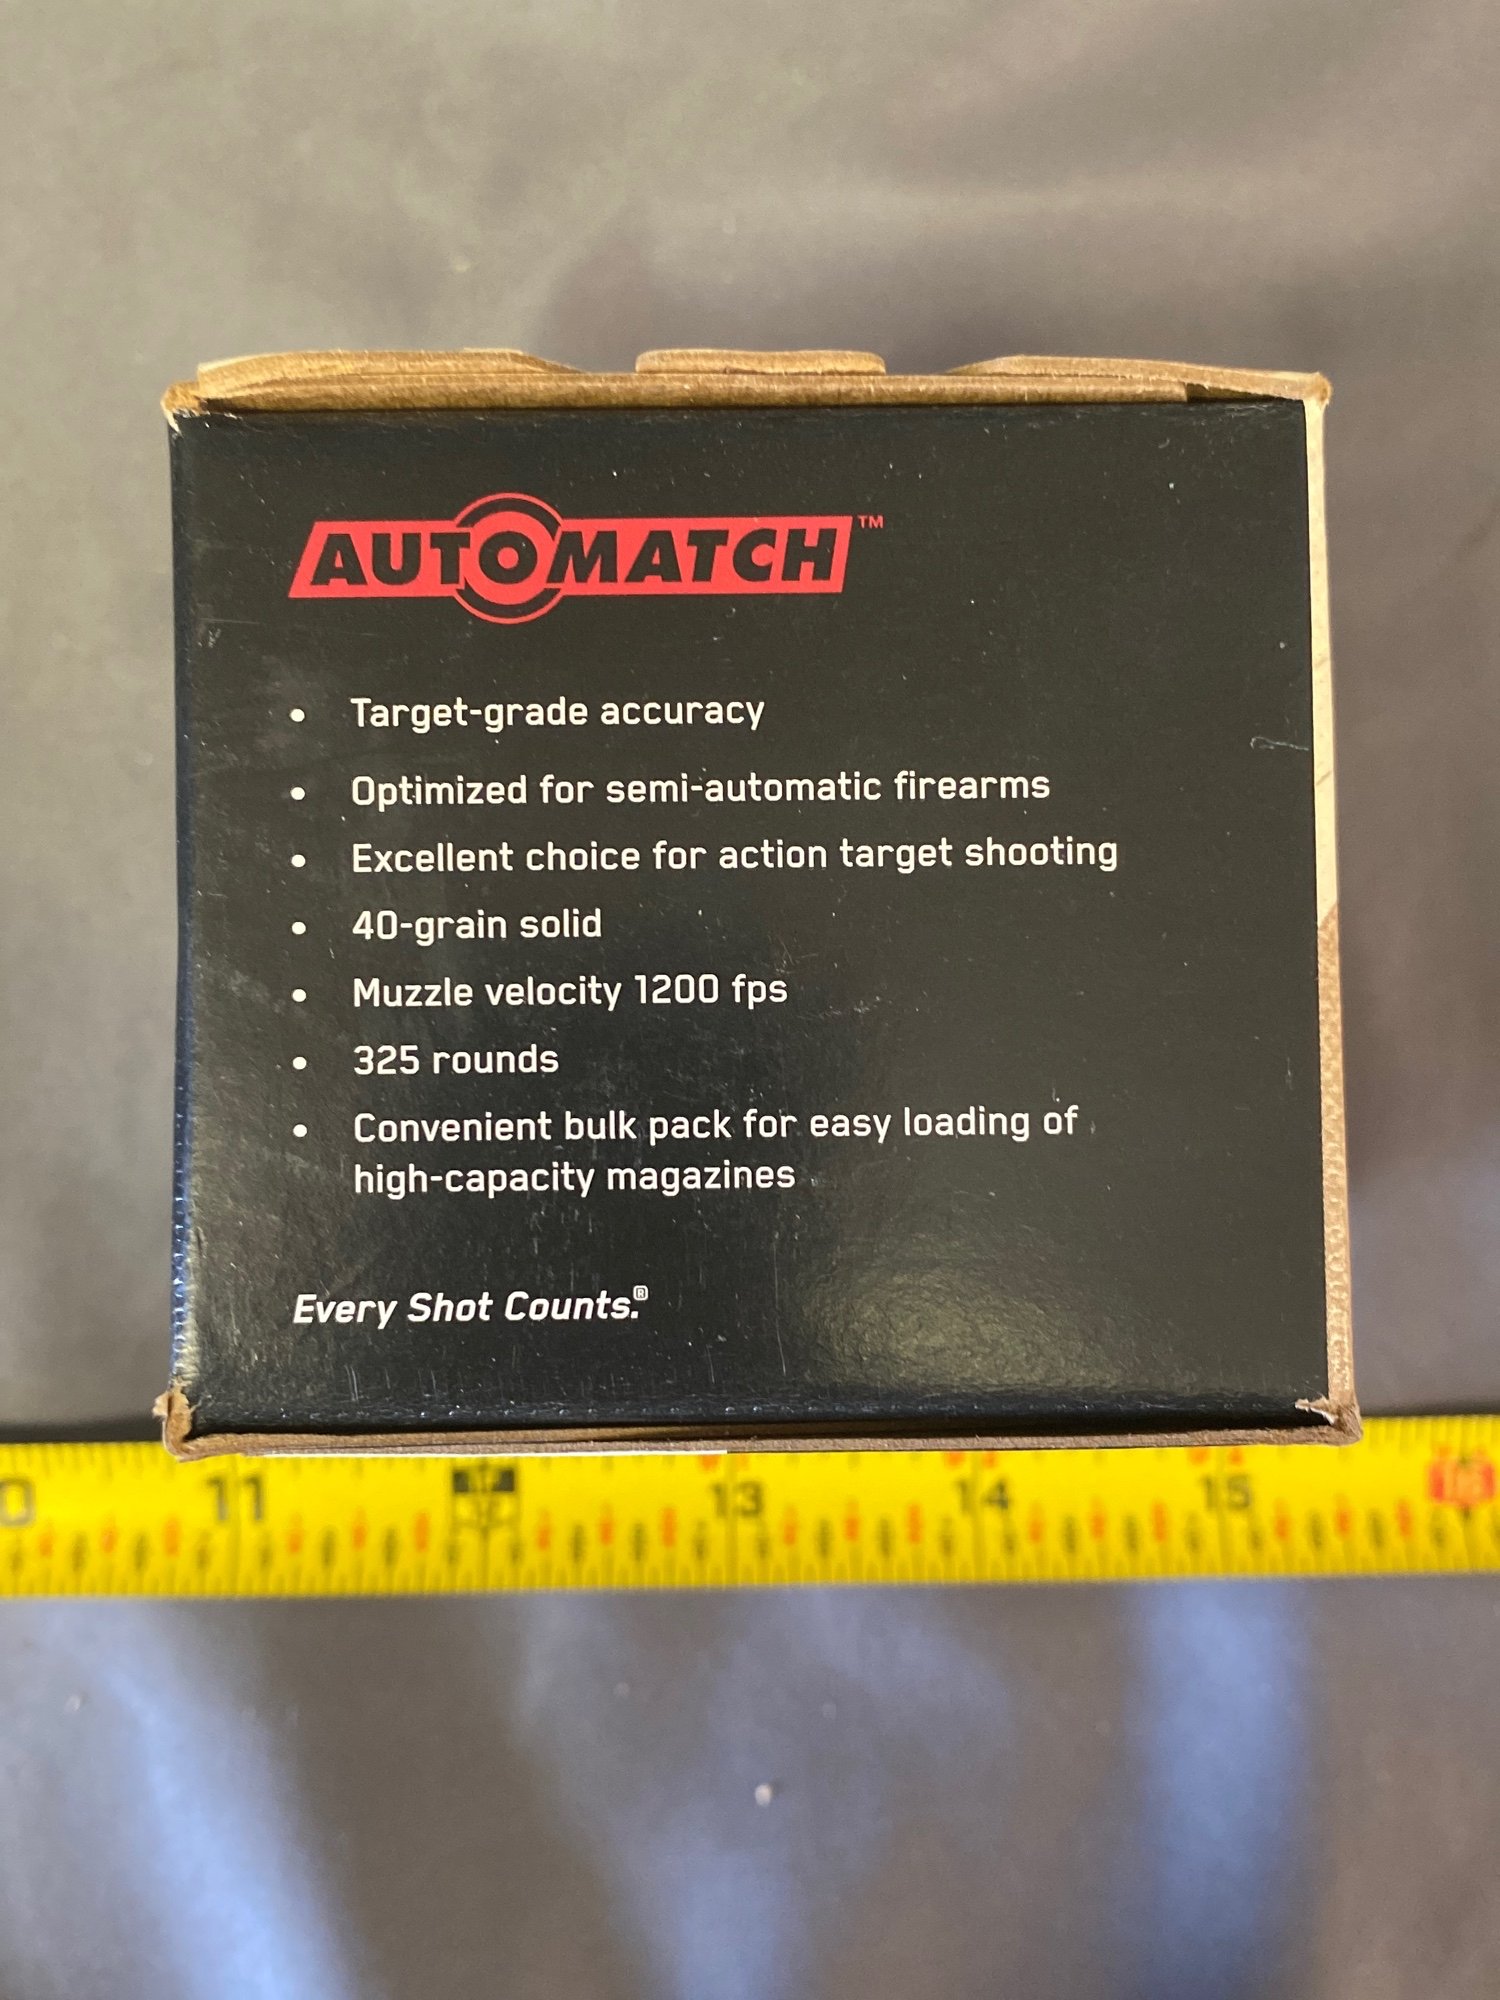 AUTOMATCH™
• Target-grade accuracy
• Optimized for semi-automatic firearms
• Excellent choice for action target shooting
• 40-grain solid
• Muzzle velocity 1200 fps
• 325 rounds
• Convenient bulk pack for easy loading of
high-capacity magazines
Every Shot Counts.®
0 11 13 14 15 16